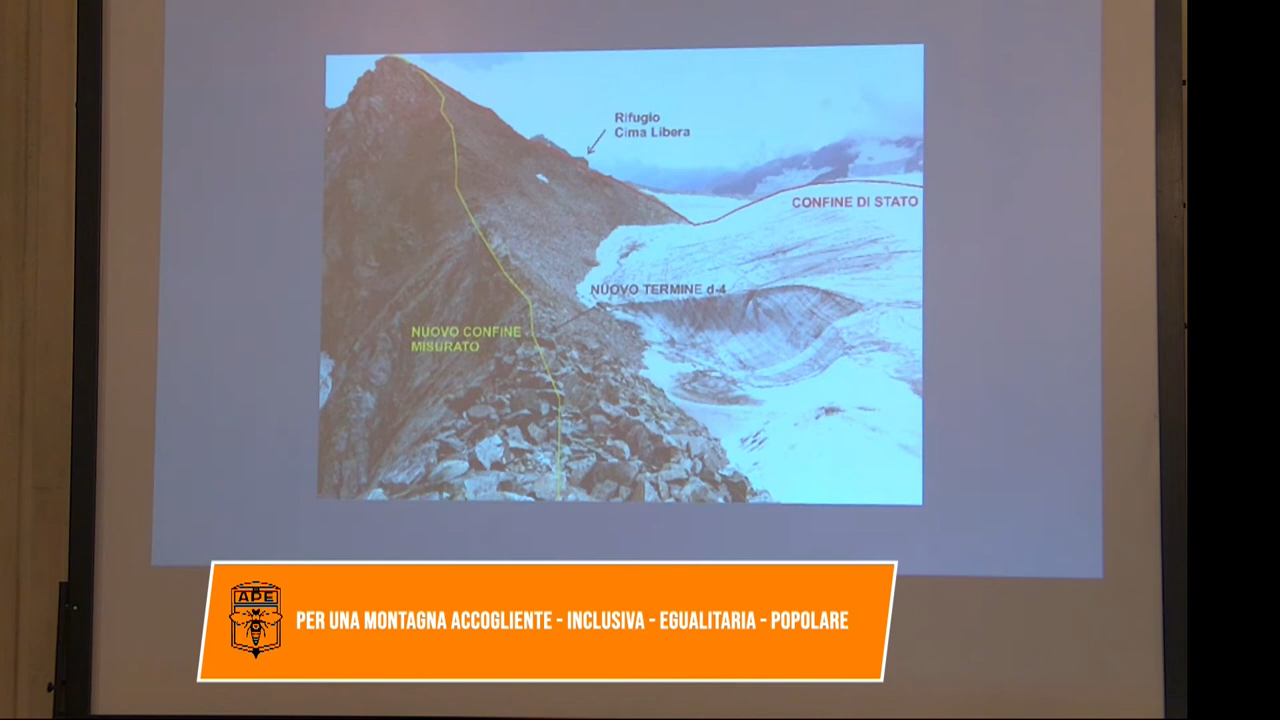 Rifugio
Cima Libera
CONFINE DI STATO
NUOVO TERMINE d-4
NUOVO CONFINE
MISURATO
APE
PER UNA MONTAGNA ACCOGLIENTE - INCLUSIVA - EGUALITARIA - POPOLARE